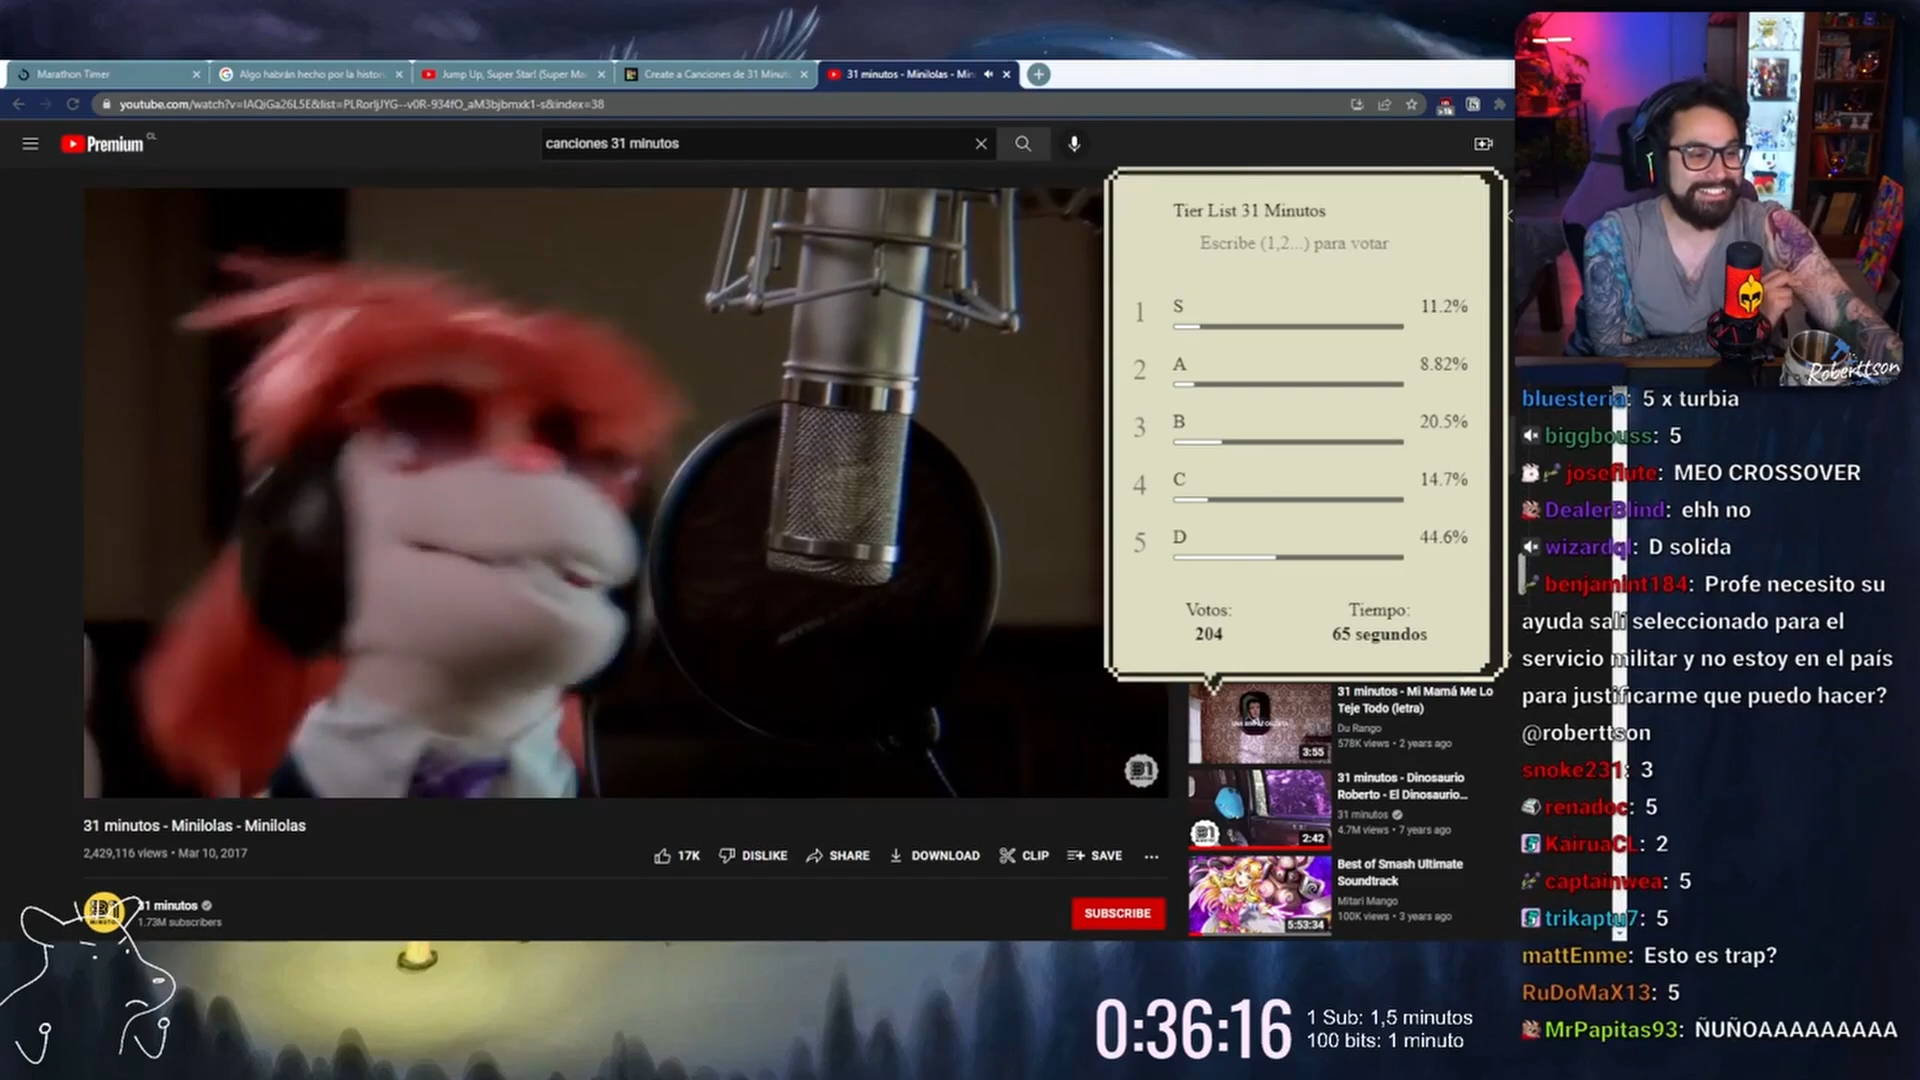 Marathon Timer
Algo habrán hecho por la histor
Jump Up, Super Star! (Super Ma
Create a Canciones de 31 Minut
31 minutos - Minilolas - Min
youtube.com/watch?v=IAQiGa26L5E&list=PLRorljJYG--v0R-934fO_aM3bjbmxk1-s&index=38
Premium CL
canciones 31 minutos
Tier List 31 Minutos
Escribe (1,2...) para votar
1 S 11.2%
2 A 8.82%
3 B 20.5%
4 C 14.7%
5 D 44.6%
Votos: Tiempo:
204 65 segundos
31 minutos - Mi Mamá Me Lo
Teje Todo (letra)
Du Rango
578K views • 2 years ago
3:55
31 minutos - Dinosaurio
Roberto - El Dinosaurio...
31 minutos
4.7M views • 7 years ago
2:42
Best of Smash Ultimate
Soundtrack
Mitari Mango
100K views • 3 years ago
5:53:34
31 minutos - Minilolas - Minilolas
2,429,116 views • Mar 10, 2017
17K DISLIKE SHARE DOWNLOAD CLIP SAVE
31 minutos
1.73M subscribers
SUBSCRIBE
Roberttson
bluesteria: 5 x turbia
biggbouss: 5
joseflute: MEO CROSSOVER
DealerBlind: ehh no
wizardql: D solida
benjamint184: Profe necesito su
ayuda salí seleccionado para el
servicio militar y no estoy en el país
para justificarme que puedo hacer?
@roberttson
snoke231: 3
renadoc: 5
KairuaCL: 2
captainwea: 5
trikaptu7: 5
mattEnme: Esto es trap?
RuDoMaX13: 5
MrPapitas93: ÑUÑOAAAAAAAAA
0:36:16
1 Sub: 1,5 minutos
100 bits: 1 minuto